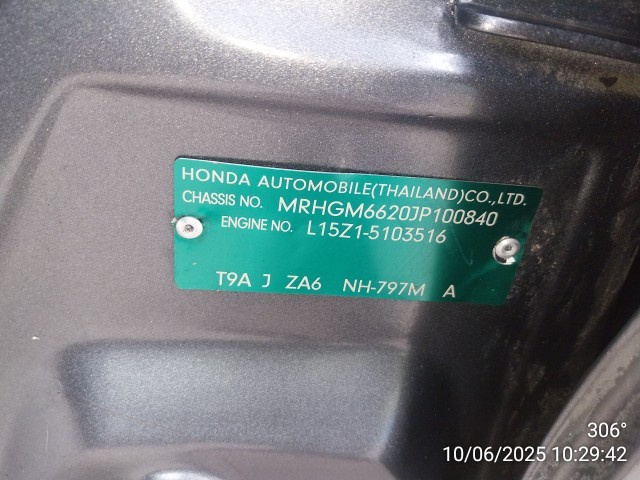 HONDA AUTOMOBILE(THAILAND)CO.,LTD.
CHASSIS NO. MRHGM6620JP100840
ENGINE NO. L15Z1-5103516
T9A J ZA6 NH-797M A
306°
10/06/2025 10:29:42